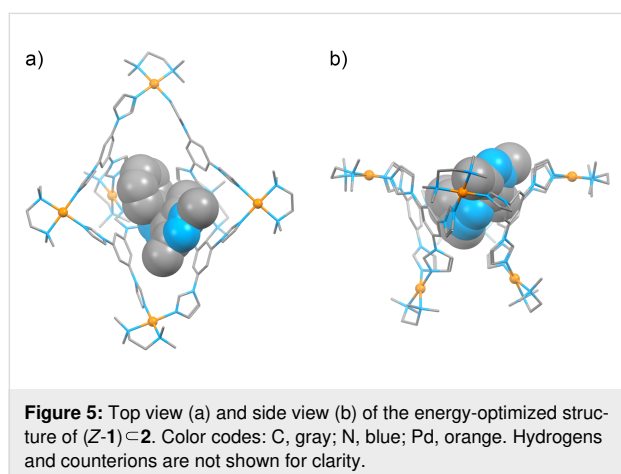 a)
b)
Figure 5: Top view (a) and side view (b) of the energy-optimized struc-
ture of (Z-1)⊂2. Color codes: C, gray; N, blue; Pd, orange. Hydrogens
and counterions are not shown for clarity.